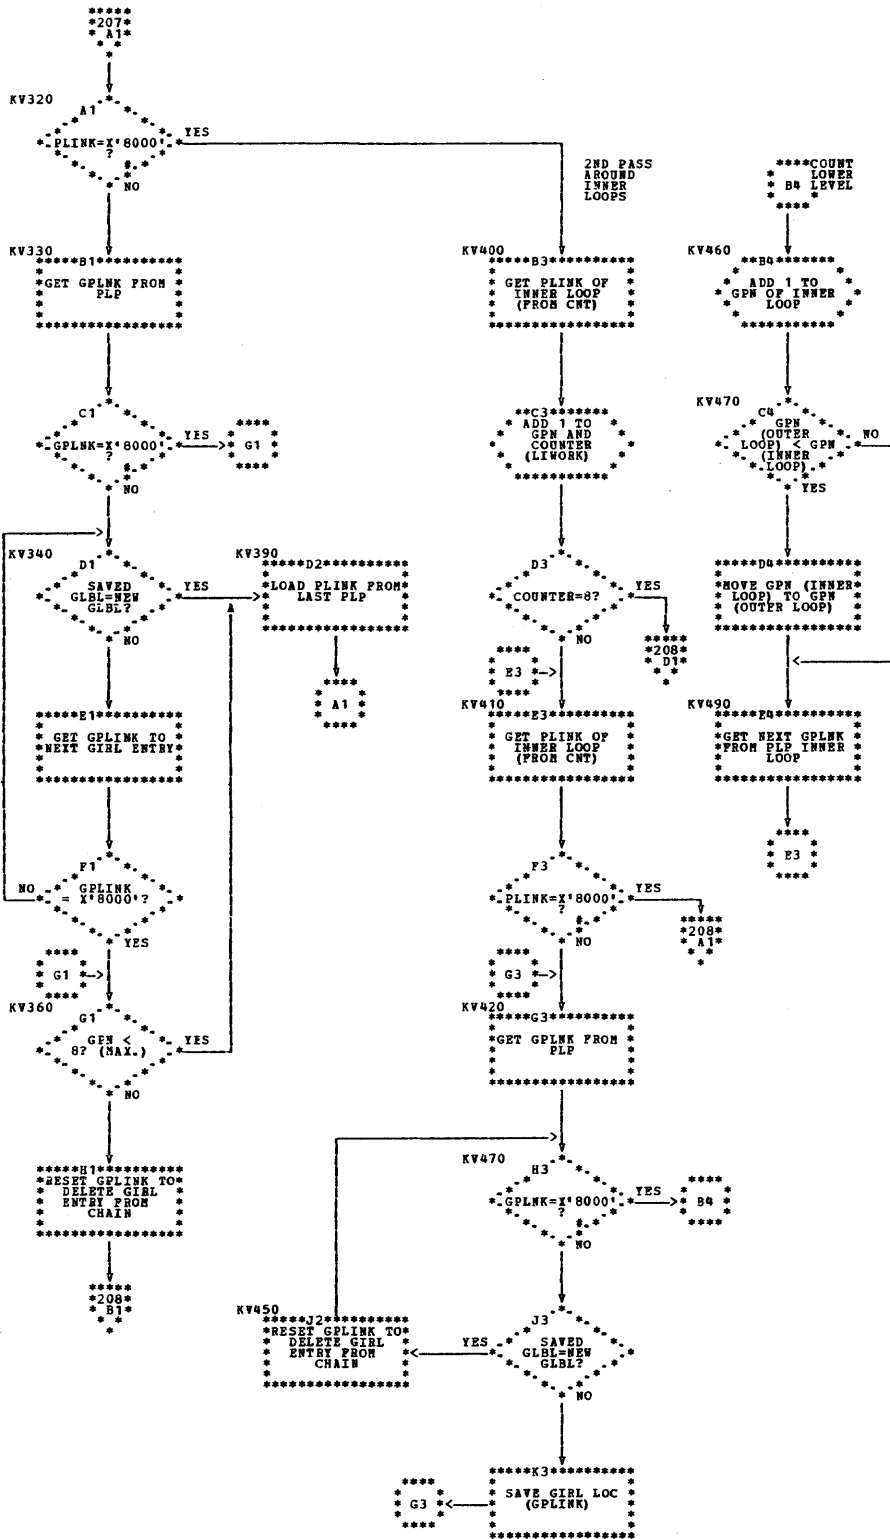 207
A1
KV320
A1
PLINK=X'8000'
?
YES
NO
KV330
B1
GET GPLNK FROM
PLP
C1
GPLNK=X'8000'
?
YES
G1
NO
KV340
D1
SAVED
GLBL=NEW
GLBL?
YES
NO
KV390
D2
LOAD PLINK FROM
LAST PLP
A1
E1
GET GPLINK TO
NEXT GIRL ENTRY
F1
GPLINK
= X'8000'?
NO
YES
G1
KV360
G1
GPN <
8? (MAX.)
YES
NO
H1
RESET GPLINK TO
DELETE GIRL
ENTRY FROM
CHAIN
208
B1
2ND PASS
AROUND
INNER
LOOPS
KV400
B3
GET PLINK OF
INNER LOOP
(FROM CNT)
C3
ADD 1 TO
GPN AND
COUNTER
(LIWORK)
D3
COUNTER=8?
YES
208
D1
NO
E3
KV410
E3
GET PLINK OF
INNER LOOP
(FROM CNT)
F3
PLINK=X'8000'
?
YES
208
A1
NO
G3
KV420
G3
GET GPLNK FROM
PLP
KV470
H3
GPLNK=X'8000'
?
YES
B4
NO
J3
SAVED
GLBL=NEW
GLBL?
YES
NO
KV450
J2
RESET GPLINK TO
DELETE GIRL
ENTRY FROM
CHAIN
K3
SAVE GIRL LOC
(GPLINK)
G3
COUNT
LOWER
LEVEL
B4
KV460
B4
ADD 1 TO
GPN OF INNER
LOOP
KV470
C4
GPN
(OUTER
LOOP) < GPN
(INNER
LOOP)
NO
YES
D4
MOVE GPN (INNER
LOOP) TO GPN
(OUTER LOOP)
KV490
E4
GET NEXT GPLNK
FROM PLP INNER
LOOP
E3